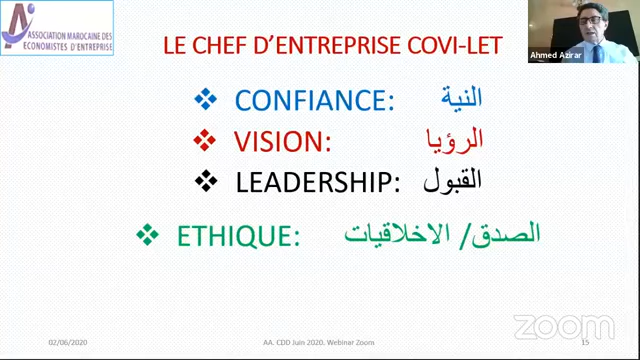 ASSOCIATION MAROCAINE DES
ECONOMISTES D'ENTREPRISE
LE CHEF D'ENTREPRISE COVI-LET
Ahmed Azirar
❖ CONFIANCE: النية
❖ VISION: الرؤيا
❖ LEADERSHIP: القبول
❖ ETHIQUE: الصدق/ الاخلاقيات
02/06/2020
AA. CDD Juin 2020. Webinar Zoom
15
zoom